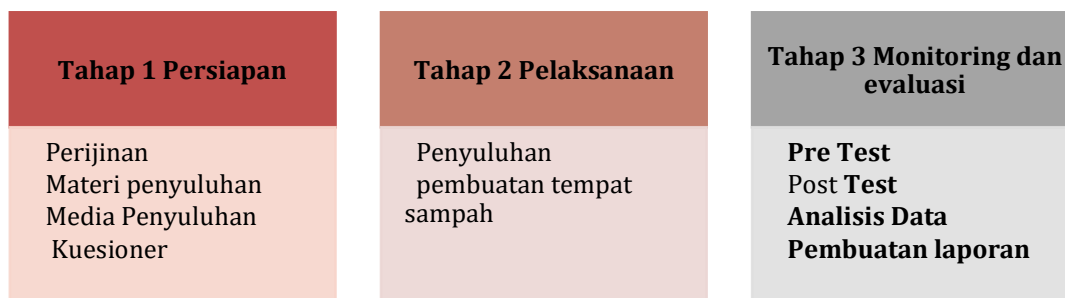 Tahap 1 Persiapan
Perijinan
Materi penyuluhan
Media Penyuluhan
Kuesioner
Tahap 2 Pelaksanaan
Penyuluhan
pembuatan tempat
sampah
Tahap 3 Monitoring dan
evaluasi
Pre Test
Post Test
Analisis Data
Pembuatan laporan